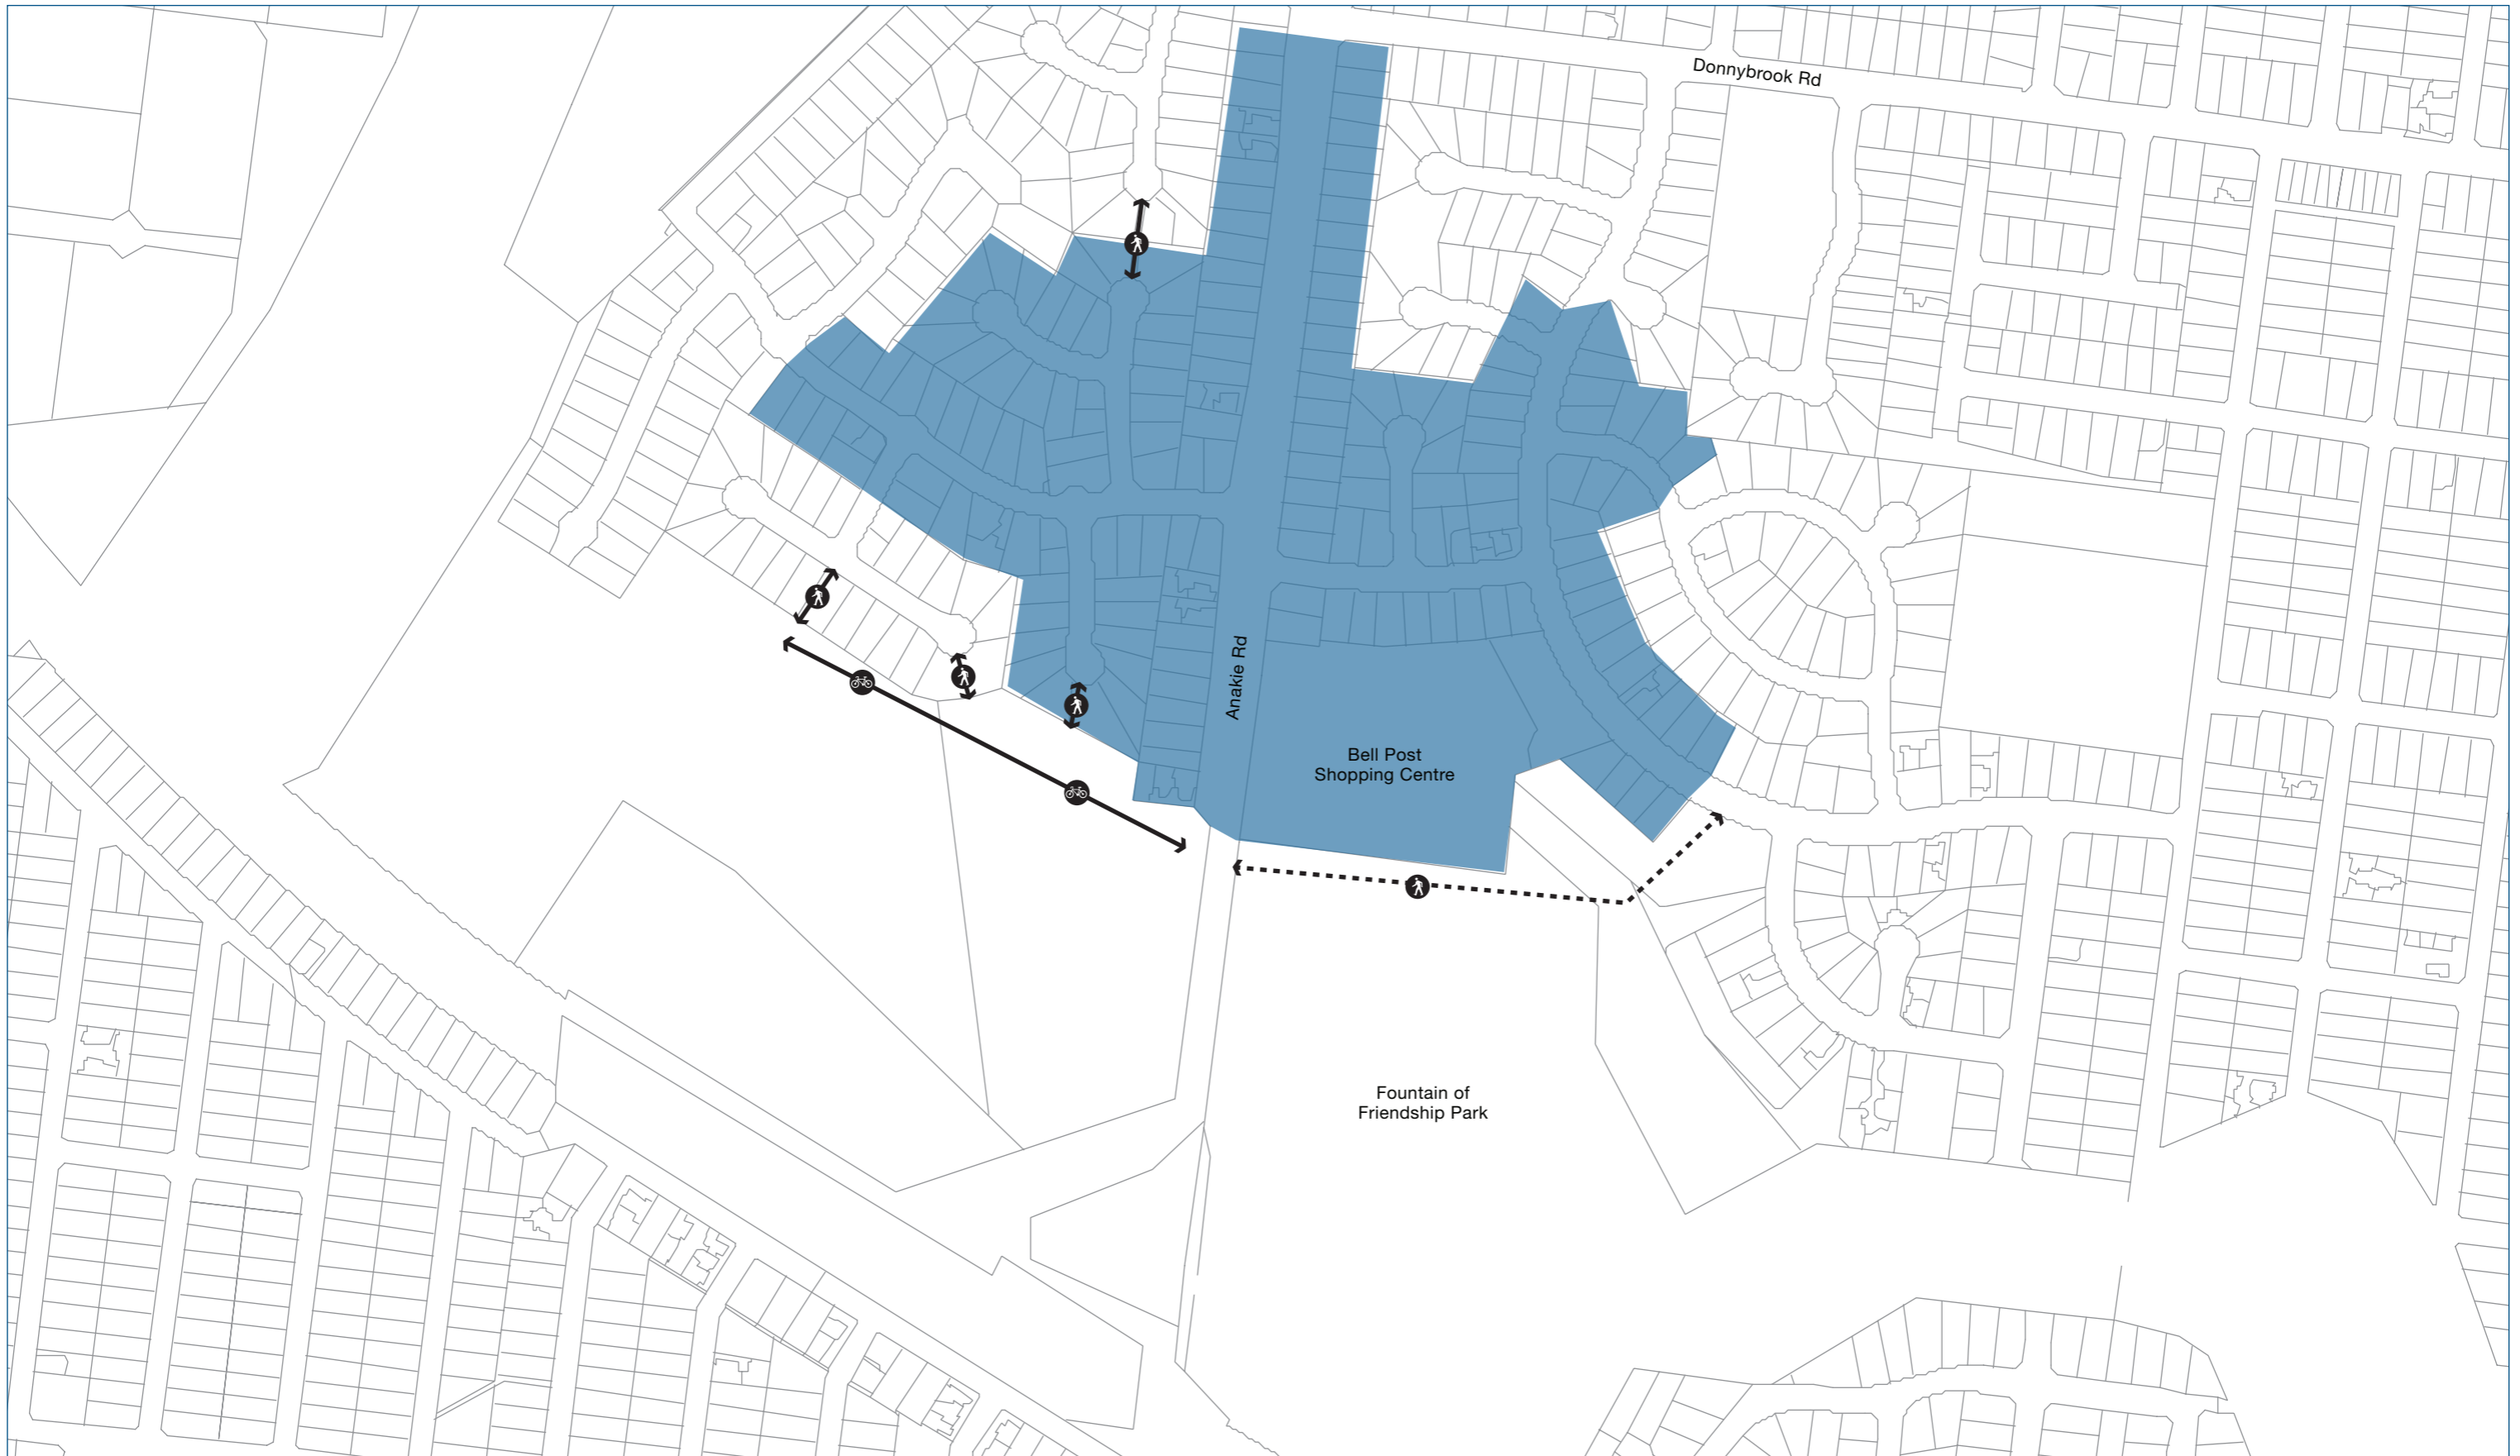 Donnybrook Rd
Anakie Rd
Bell Post
Shopping Centre
Fountain of
Friendship Park